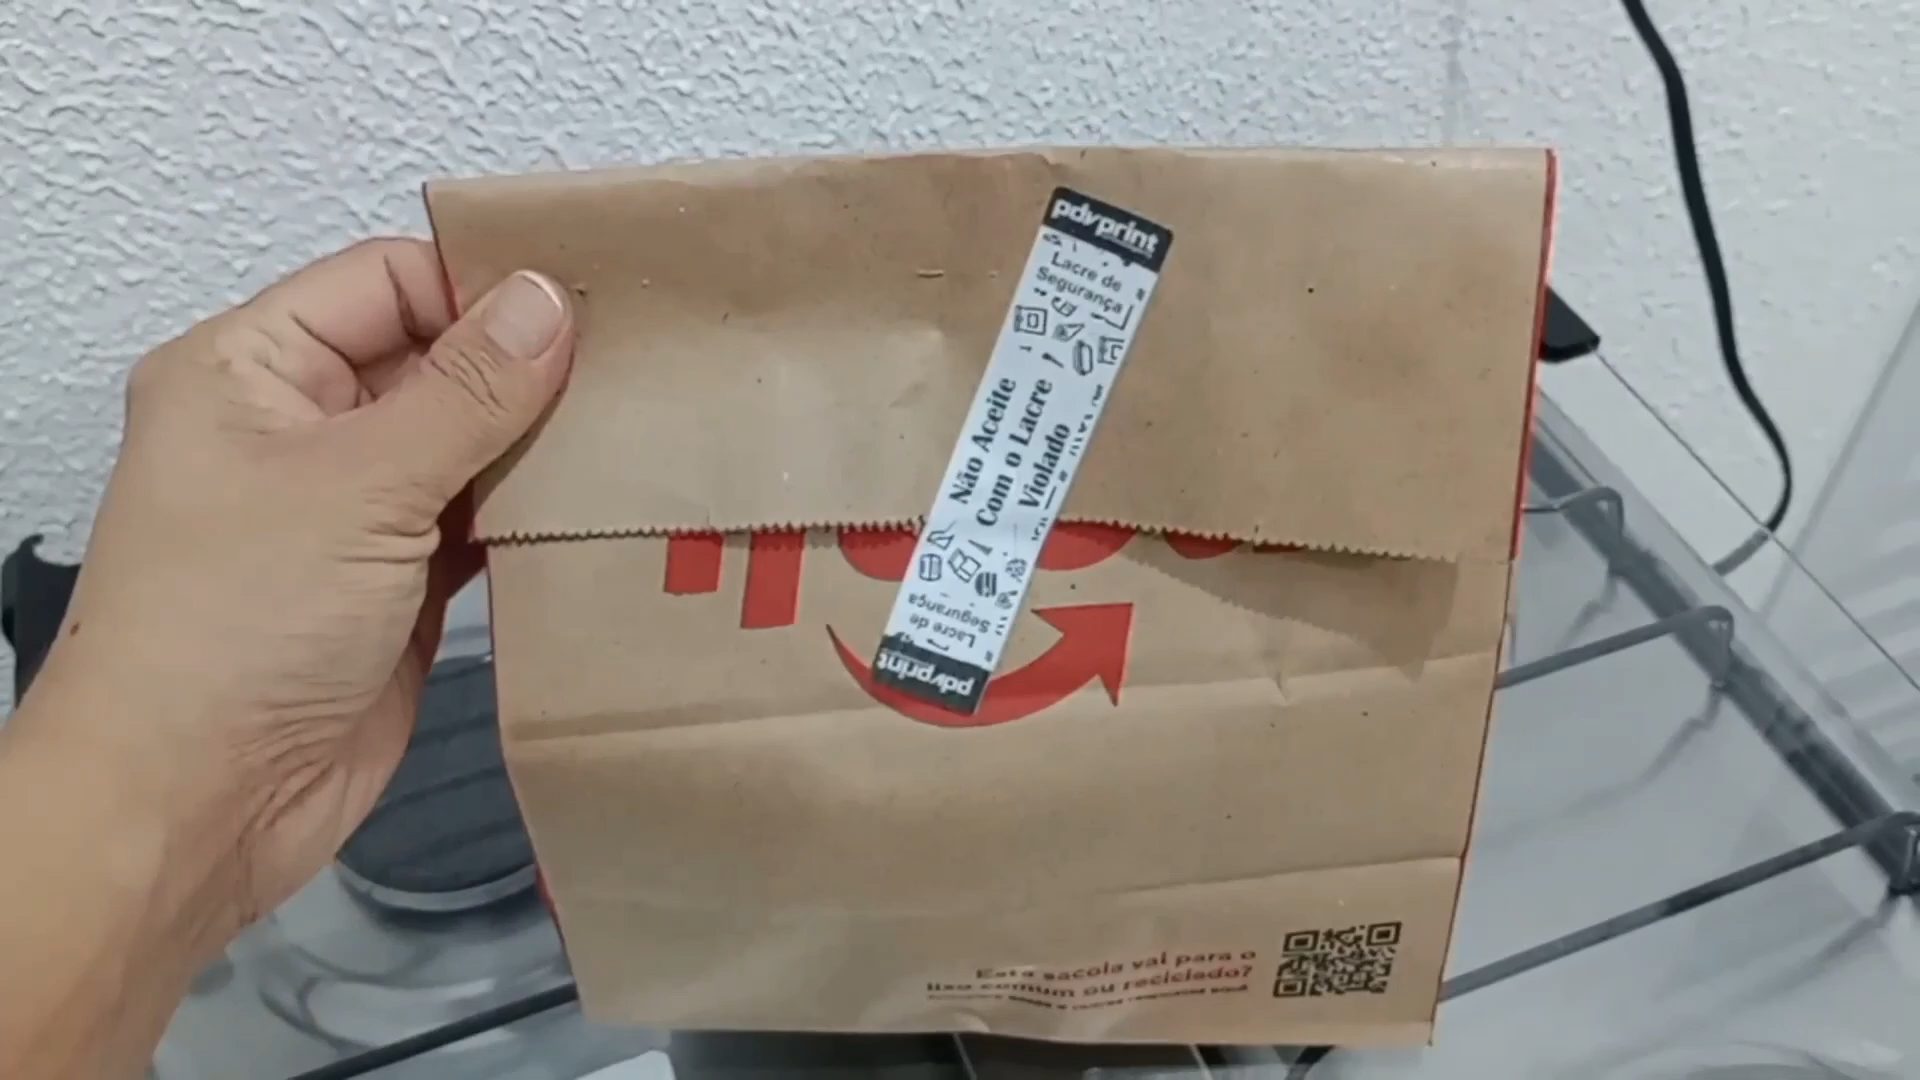 pdvprint
Lacre de
Segurança
Não Aceite
Com o Lacre
Violado
Lacre de
Segurança
pdvprint
Esta sacola vai para o
lixo comum ou reciclado?